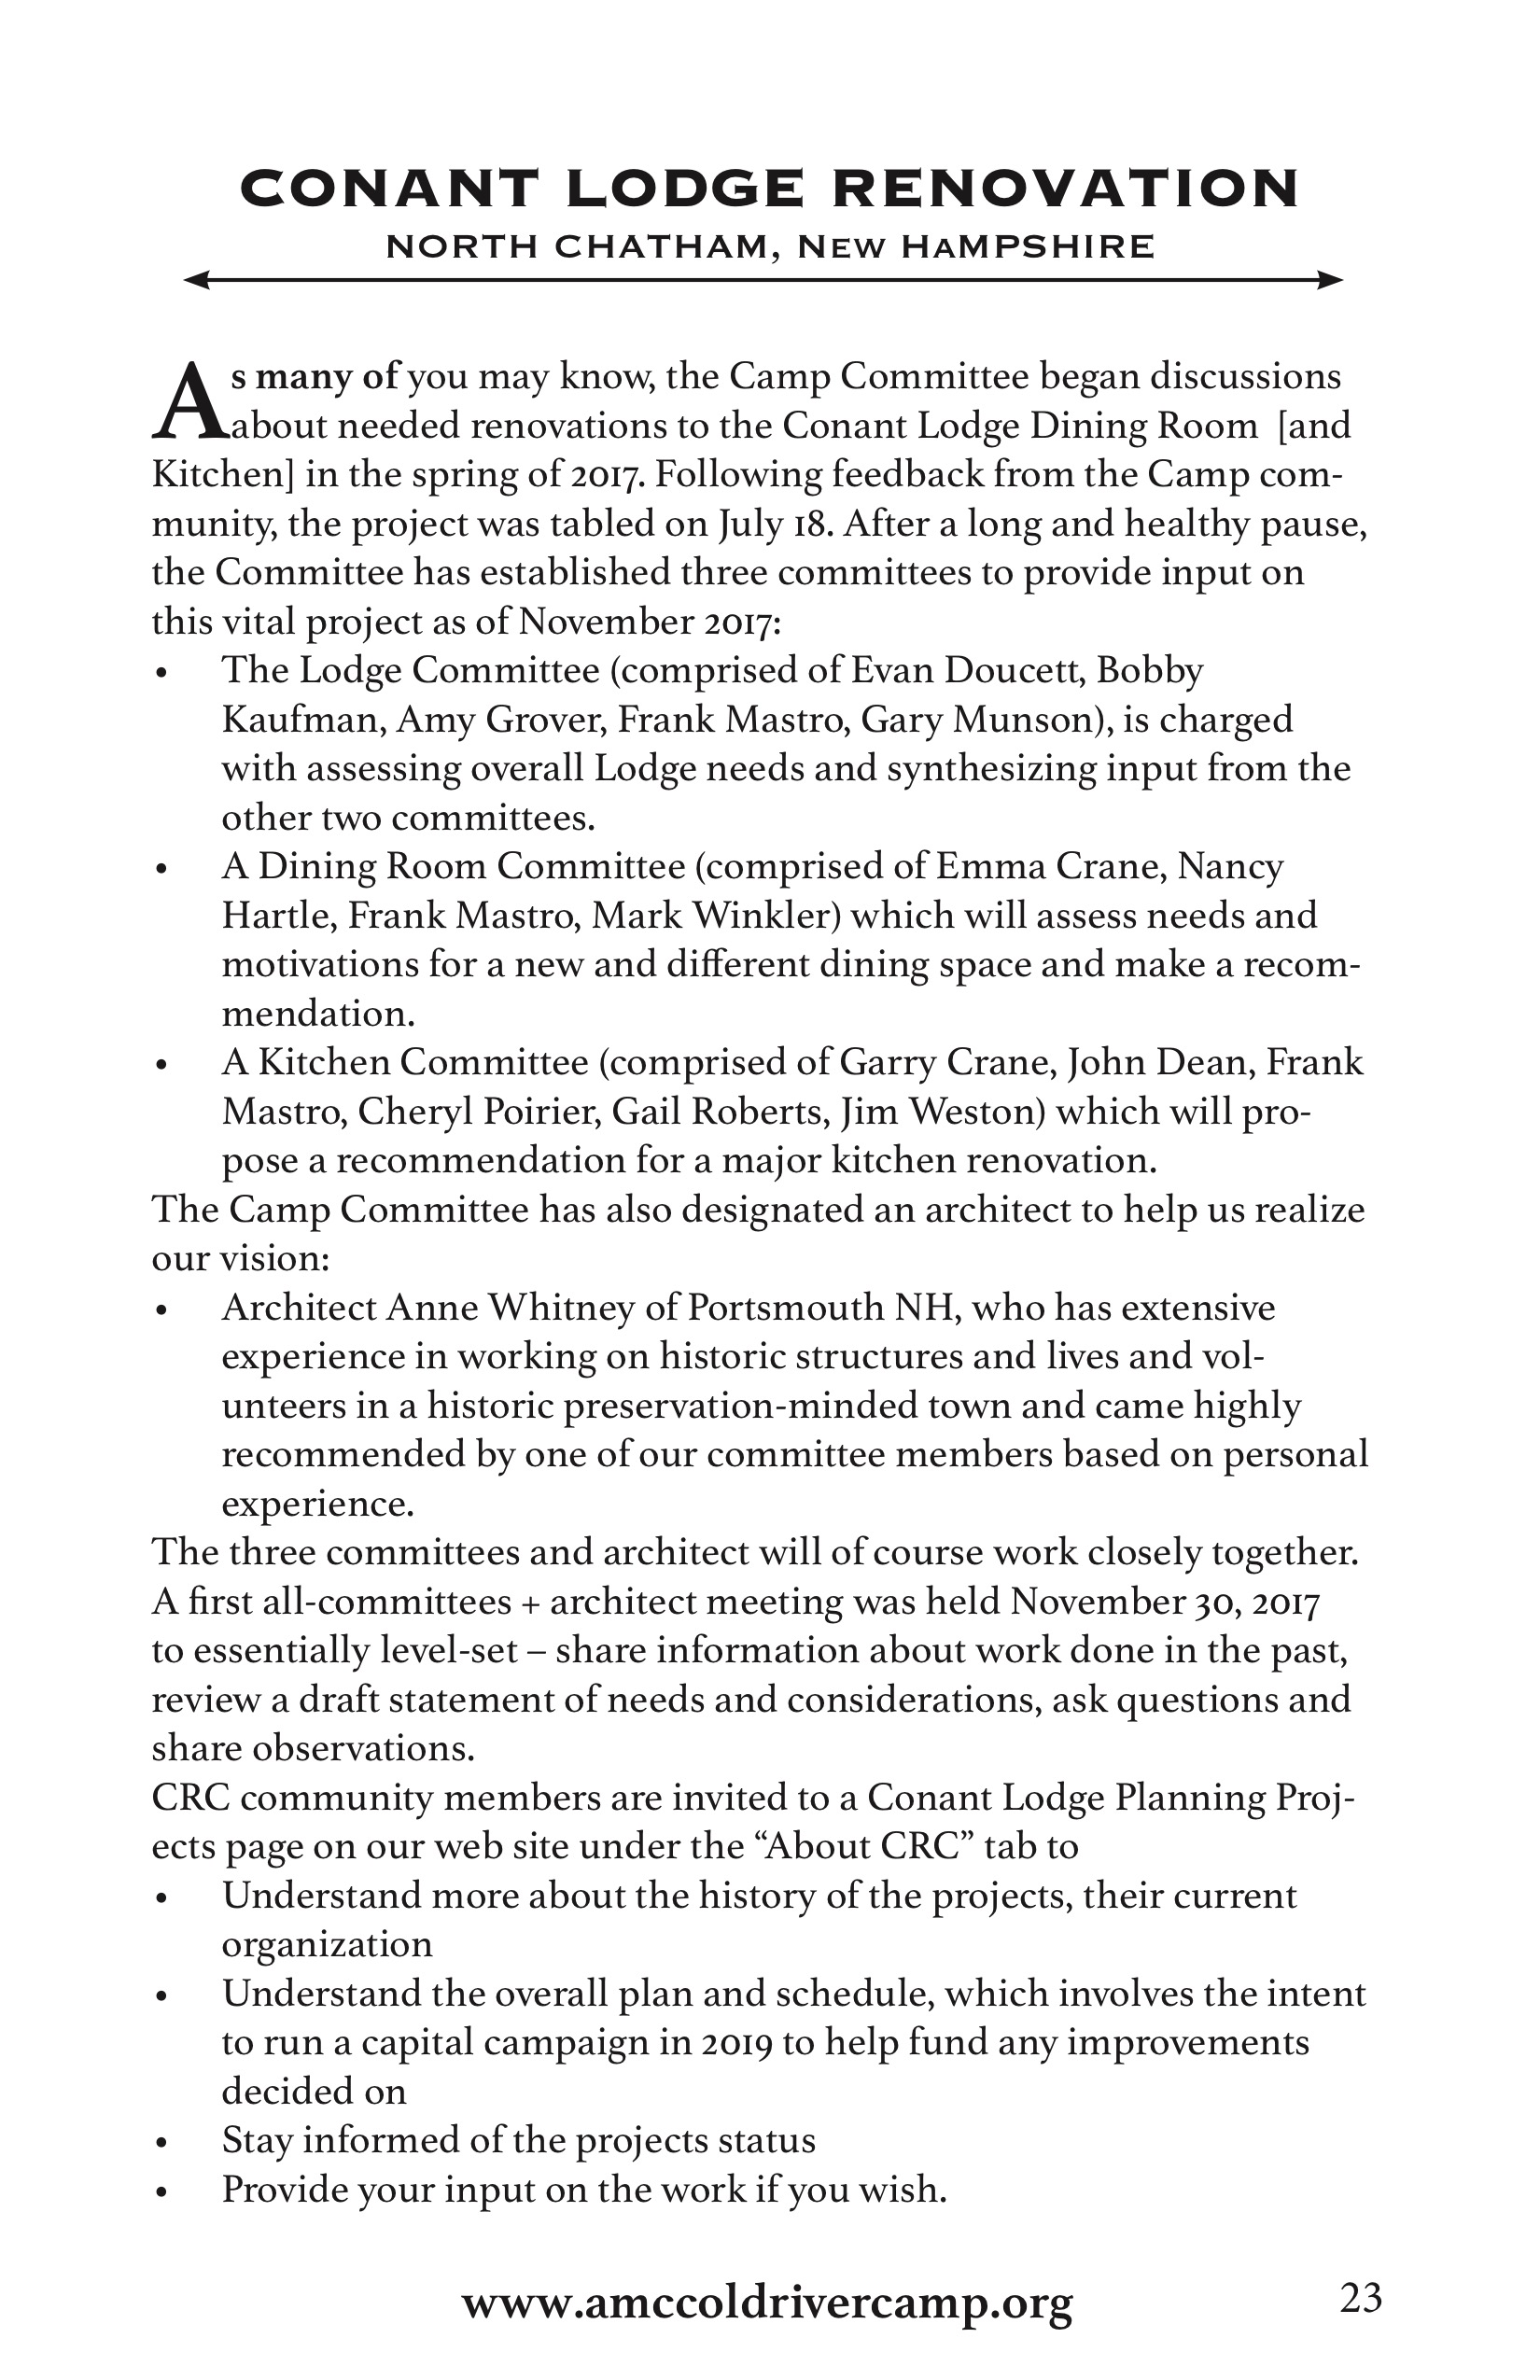 CONANT LODGE RENOVATION
NORTH CHATHAM, NEW HAMPSHIRE
As many of you may know, the Camp Committee began discussions
about needed renovations to the Conant Lodge Dining Room [and
Kitchen] in the spring of 2017. Following feedback from the Camp com-
munity, the project was tabled on July 18. After a long and healthy pause,
the Committee has established three committees to provide input on
this vital project as of November 2017:
• The Lodge Committee (comprised of Evan Doucett, Bobby
Kaufman, Amy Grover, Frank Mastro, Gary Munson), is charged
with assessing overall Lodge needs and synthesizing input from the
other two committees.
• A Dining Room Committee (comprised of Emma Crane, Nancy
Hartle, Frank Mastro, Mark Winkler) which will assess needs and
motivations for a new and different dining space and make a recom-
mendation.
• A Kitchen Committee (comprised of Garry Crane, John Dean, Frank
Mastro, Cheryl Poirier, Gail Roberts, Jim Weston) which will pro-
pose a recommendation for a major kitchen renovation.
The Camp Committee has also designated an architect to help us realize
our vision:
• Architect Anne Whitney of Portsmouth NH, who has extensive
experience in working on historic structures and lives and vol-
unteers in a historic preservation-minded town and came highly
recommended by one of our committee members based on personal
experience.
The three committees and architect will of course work closely together.
A first all-committees + architect meeting was held November 30, 2017
to essentially level-set – share information about work done in the past,
review a draft statement of needs and considerations, ask questions and
share observations.
CRC community members are invited to a Conant Lodge Planning Proj-
ects page on our web site under the “About CRC” tab to
• Understand more about the history of the projects, their current
organization
• Understand the overall plan and schedule, which involves the intent
to run a capital campaign in 2019 to help fund any improvements
decided on
• Stay informed of the projects status
• Provide your input on the work if you wish.
www.amccoldrivercamp.org
23